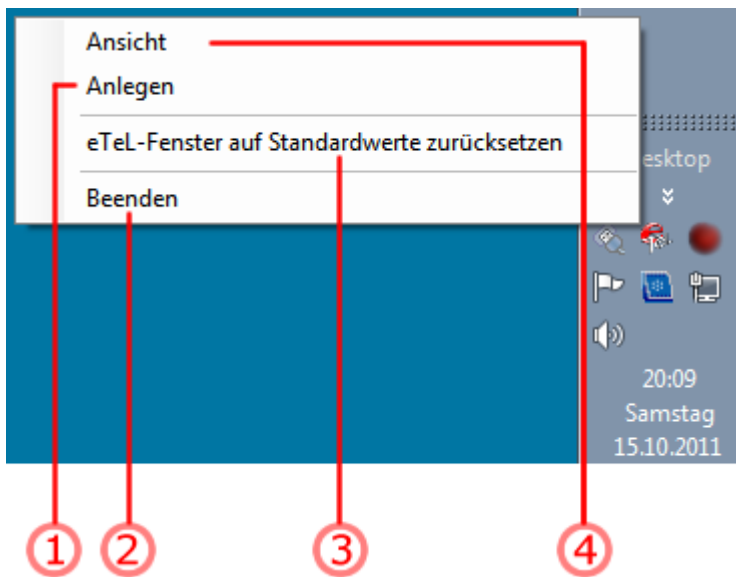 Ansicht
Anlegen
eTeL-Fenster auf Standardwerte zurücksetzen
Beenden
esktop
20:09
Samstag
15.10.2011
1 2 3 4